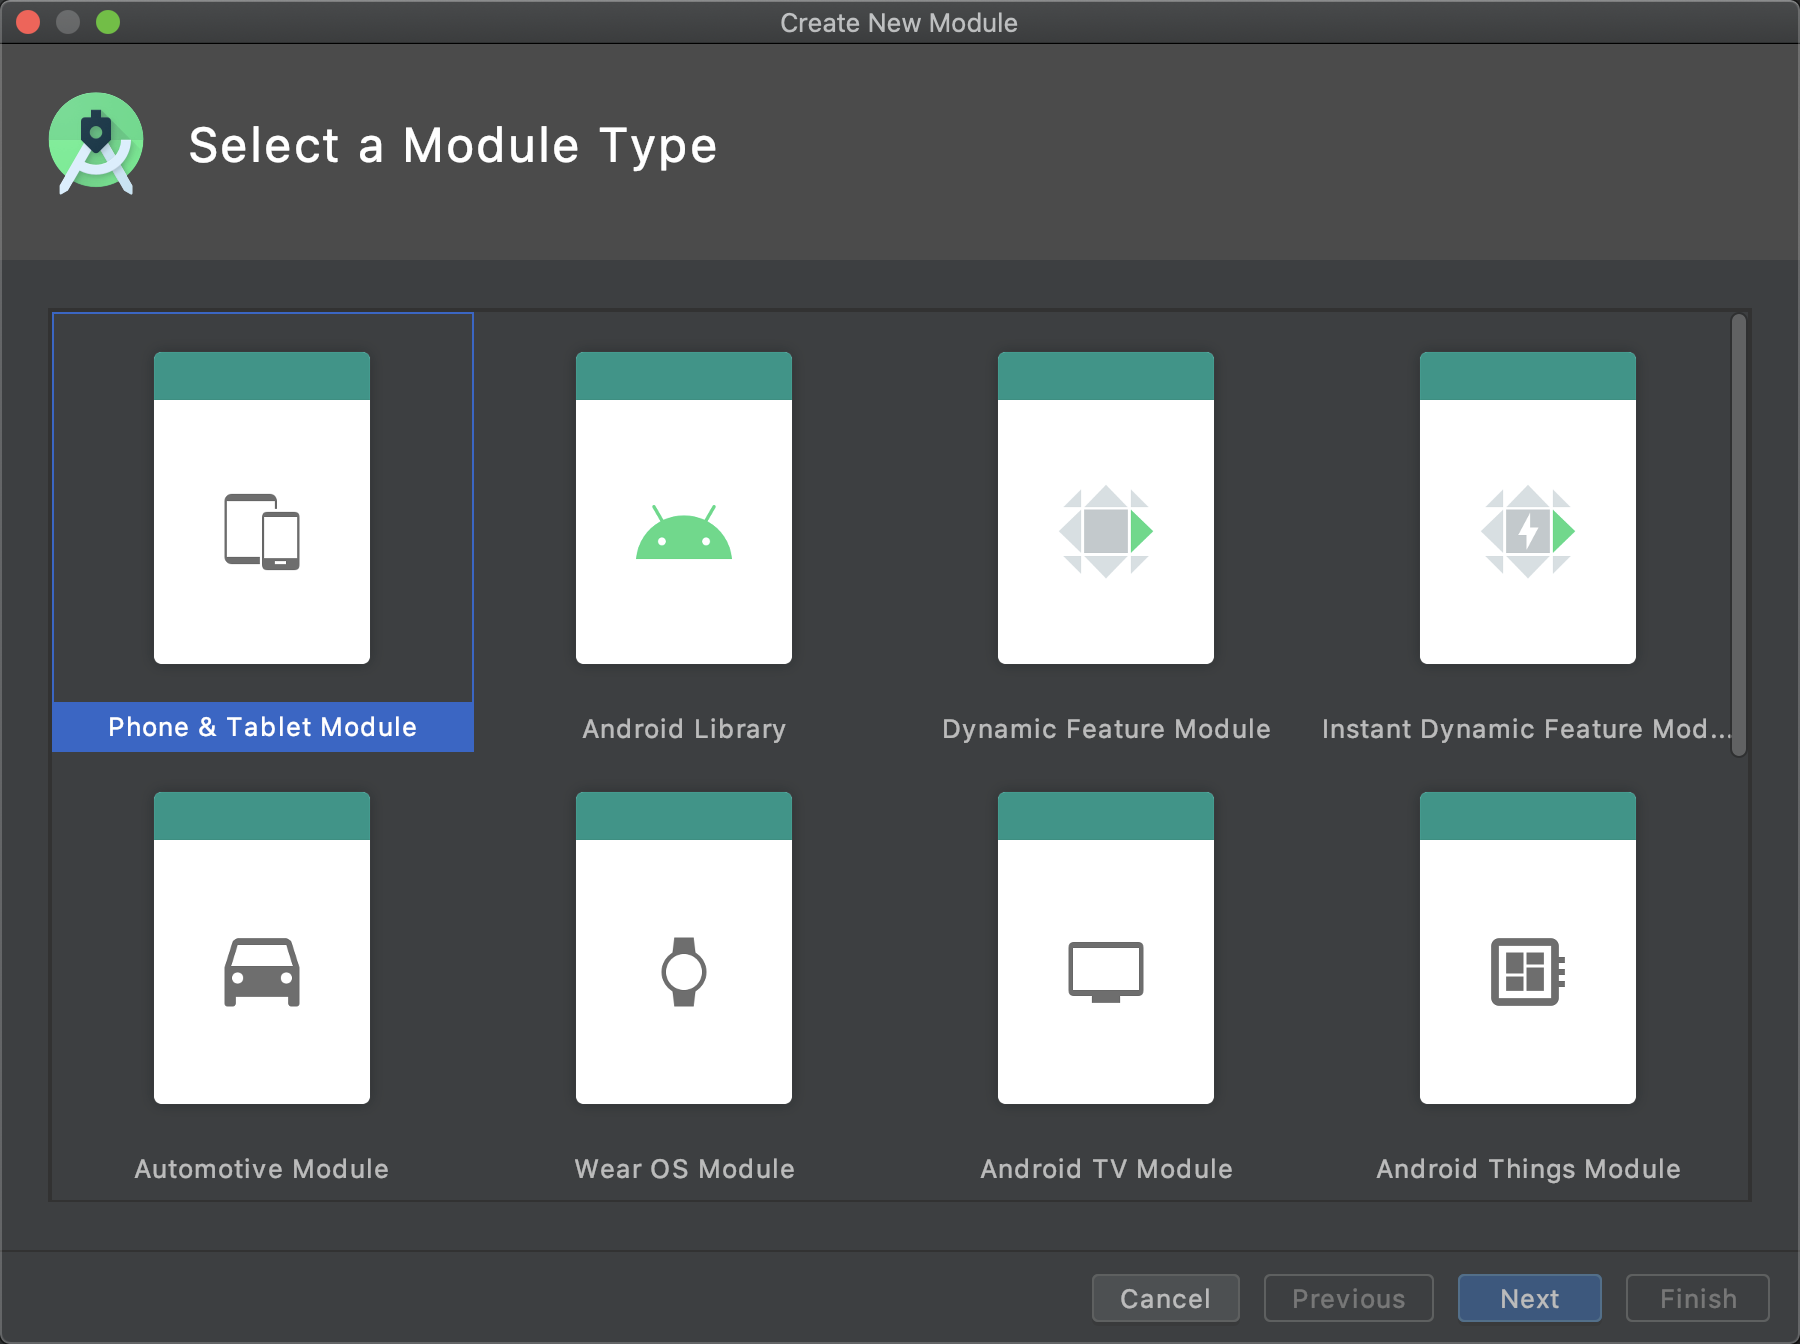 Create New Module
Select a Module Type
Phone & Tablet Module
Android Library
Dynamic Feature Module
Instant Dynamic Feature Mod...
Automotive Module
Wear OS Module
Android TV Module
Android Things Module
Cancel
Previous
Next
Finish